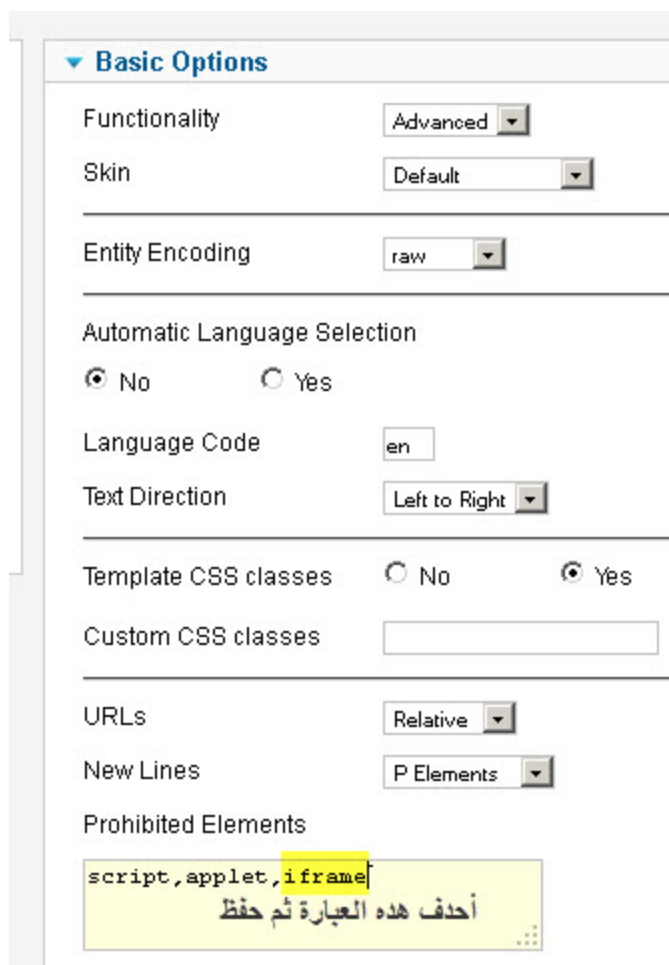 Basic Options
Functionality Advanced
Skin Default
Entity Encoding raw
Automatic Language Selection
No Yes
Language Code en
Text Direction Left to Right
Template CSS classes No Yes
Custom CSS classes
URLs Relative
New Lines P Elements
Prohibited Elements
script,applet,iframe
أحدف هده العبارة ثم حفظ